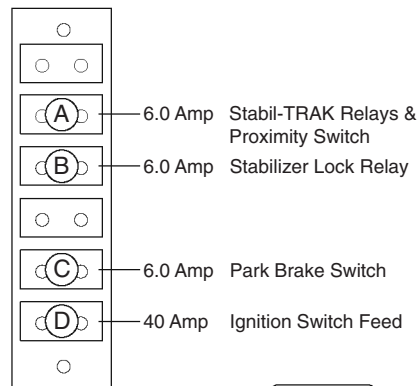 A 6.0 Amp Stabil-TRAK Relays &
Proximity Switch
B 6.0 Amp Stabilizer Lock Relay
C 6.0 Amp Park Brake Switch
D 40 Amp Ignition Switch Feed